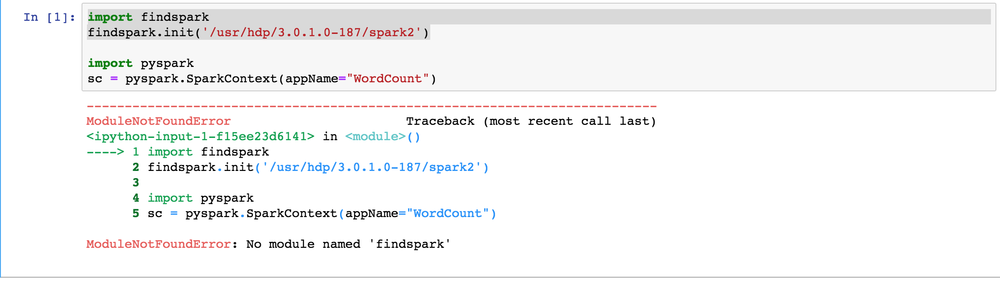 In [1]: import findspark
findspark.init('/usr/hdp/3.0.1.0-187/spark2')
import pyspark
sc = pyspark.SparkContext(appName="WordCount")
---------------------------------------------------------------------------
ModuleNotFoundError                       Traceback (most recent call last)
<ipython-input-1-f15ee23d6141> in <module>()
----> 1 import findspark
      2 findspark.init('/usr/hdp/3.0.1.0-187/spark2')
      3
      4 import pyspark
      5 sc = pyspark.SparkContext(appName="WordCount")
ModuleNotFoundError: No module named 'findspark'